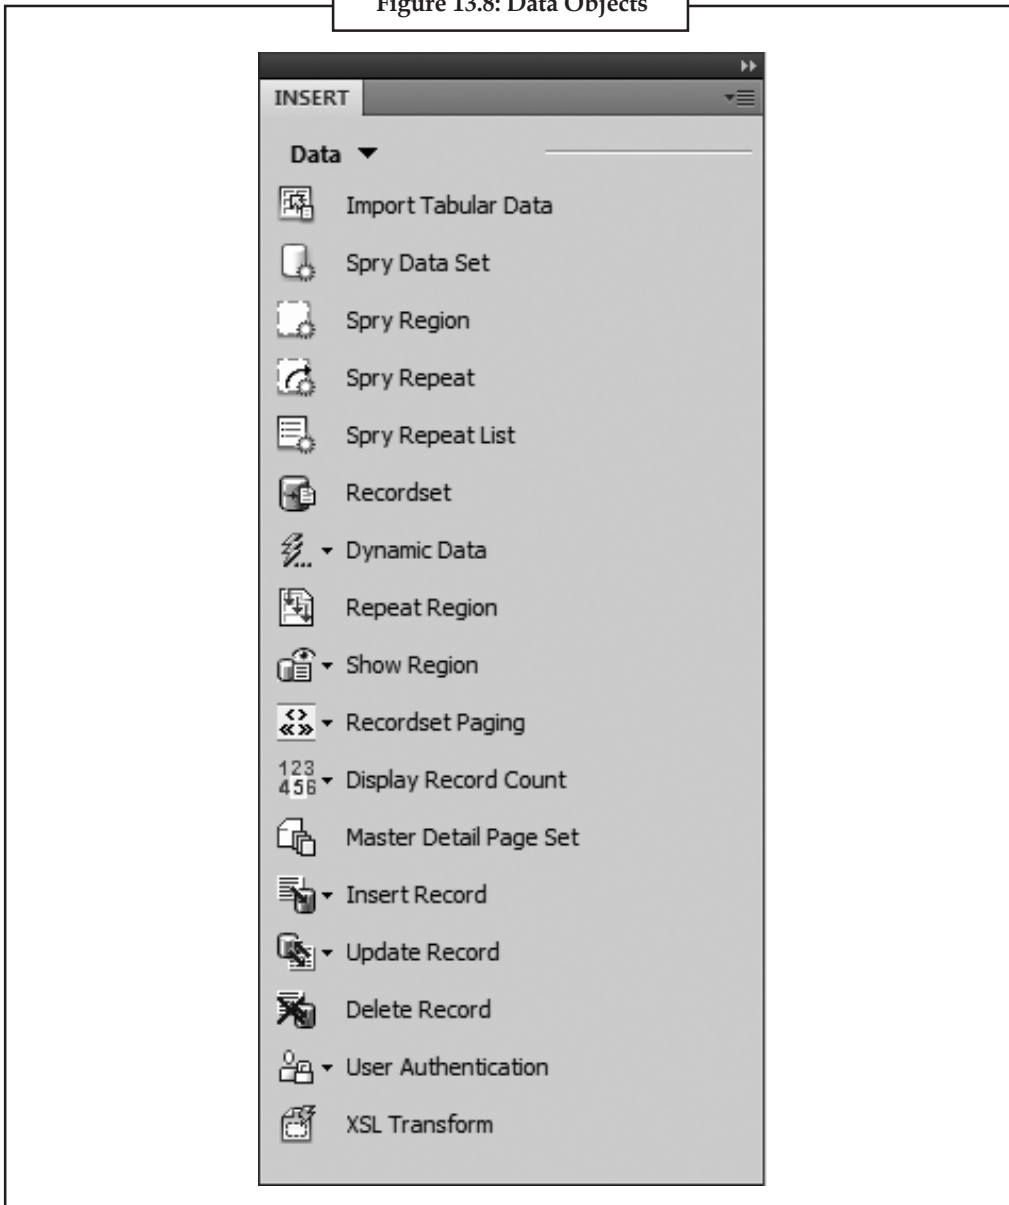 Figure 13.8: Data Objects
INSERT
Data
Import Tabular Data
Spry Data Set
Spry Region
Spry Repeat
Spry Repeat List
Recordset
Dynamic Data
Repeat Region
Show Region
Recordset Paging
123
456
Display Record Count
Master Detail Page Set
Insert Record
Update Record
Delete Record
User Authentication
XSL Transform